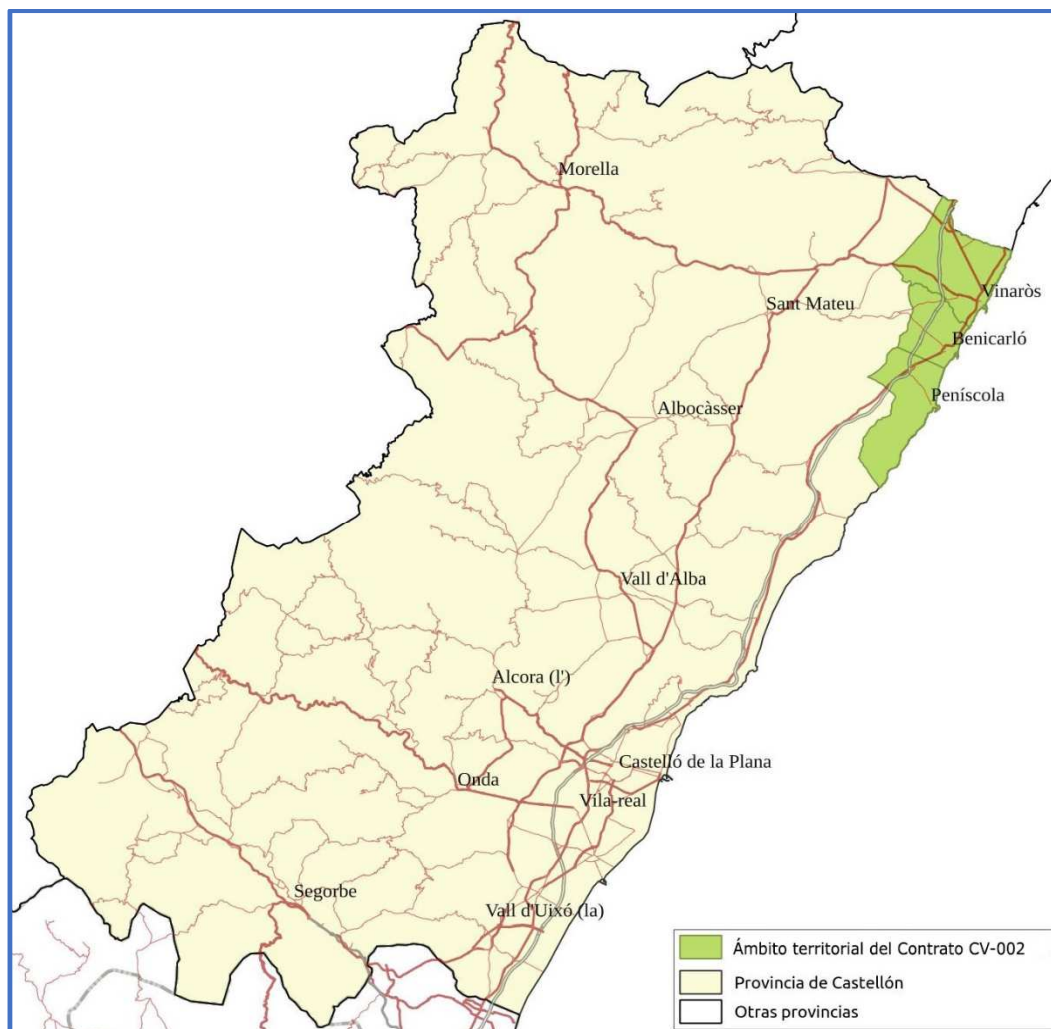 Morella
Sant Mateu
Vinaròs
Benicarló
Peníscola
Albocàsser
Vall d'Alba
Alcora (l')
Castelló de la Plana
Onda
Vila-real
Segorbe
Vall d'Uixó (la)
Ámbito territorial del Contrato CV-002
Provincia de Castellón
Otras provincias